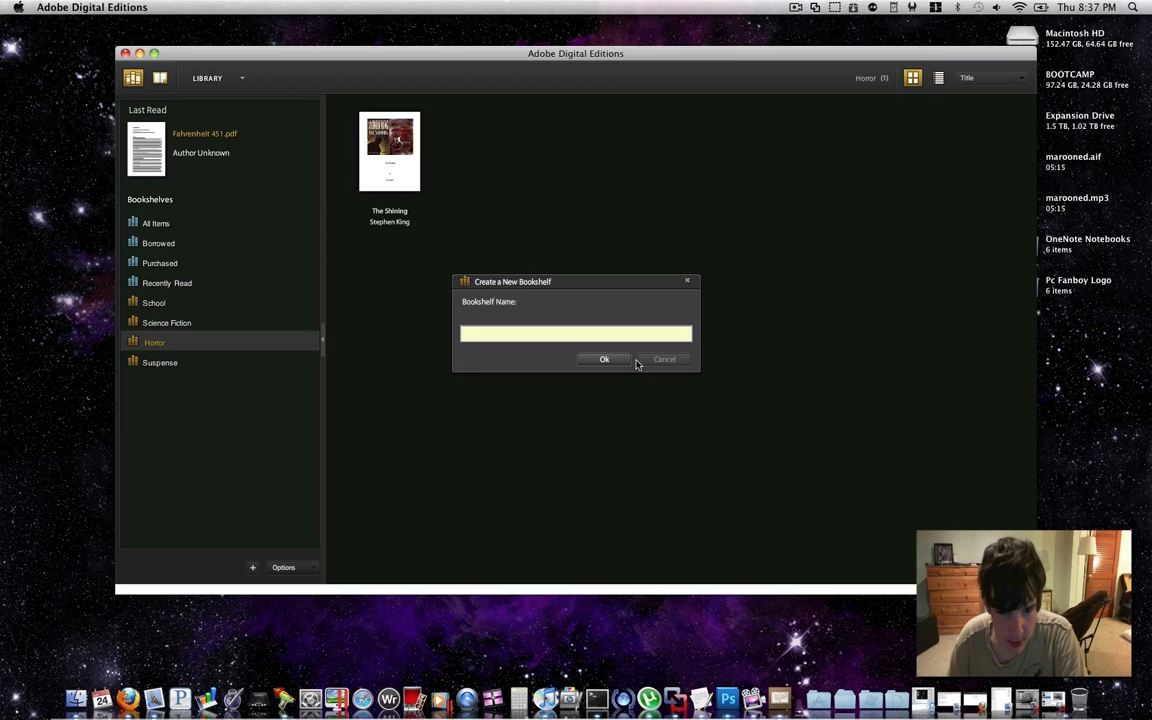 Adobe Digital Editions
Thu 8:37 PM
Adobe Digital Editions
LIBRARY
Horror (1)
Title
Last Read
Fahrenheit 451.pdf
Author Unknown
Bookshelves
All Items
Borrowed
Purchased
Recently Read
School
Science Fiction
Horror
Suspense
+
Options
The Shining
Stephen King
Create a New Bookshelf
Bookshelf Name:
Ok
Cancel
Macintosh HD
152.47 GB, 64.64 GB free
BOOTCAMP
97.24 GB, 24.28 GB free
Expansion Drive
1.5 TB, 1.02 TB free
marooned.aif
05:15
marooned.mp3
05:15
OneNote Notebooks
6 items
Pc Fanboy Logo
6 items
24
Wr
Ps